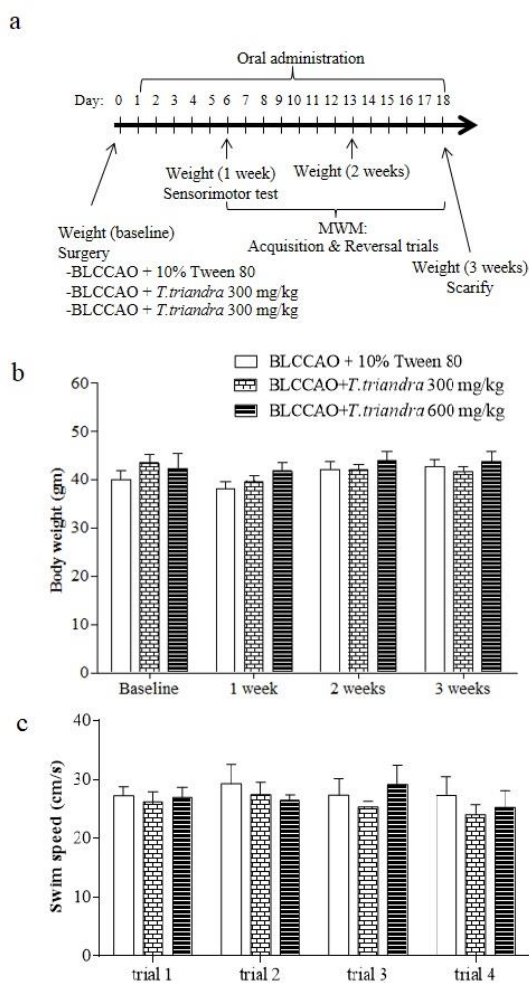 a
Oral administration
Day: 0 1 2 3 4 5 6 7 8 9 10 11 12 13 14 15 16 17 18
Weight (1 week)
Sensorimotor test
Weight (2 weeks)
MWM:
Acquisition & Reversal trials
Weight (baseline)
Surgery
-BLCCAO + 10% Tween 80
-BLCCAO + T.triandra 300 mg/kg
-BLCCAO + T.triandra 300 mg/kg
Weight (3 weeks)
Scarify
b
BLCCAO + 10% Tween 80
BLCCAO+T.triandra 300 mg/kg
BLCCAO+T.triandra 600 mg/kg
Body weight (gm)
60
50
40
30
20
10
0
Baseline 1 week 2 weeks 3 weeks
c
Swim speed (cm/s)
40
30
20
10
0
trial 1 trial 2 trial 3 trial 4